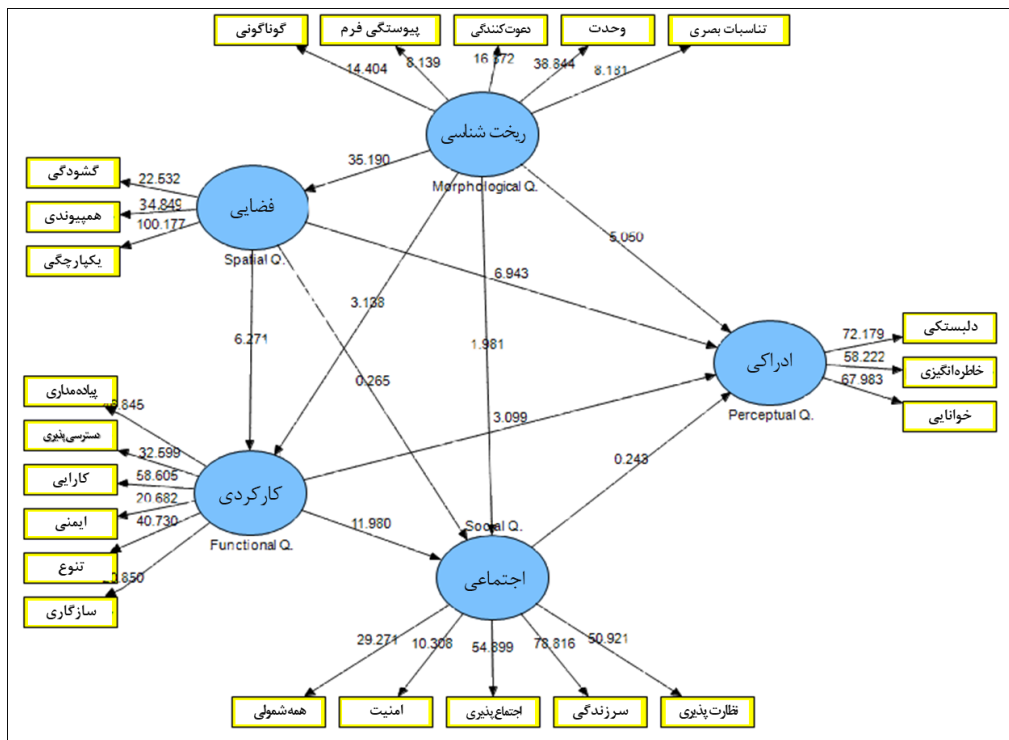 گوناگونی
پیوستگی فرم
دعوت‌کنندگی
وحدت
تناسبات بصری
14.404
8.139
38.844
8.181
ریخت شناسی
Morphological Q.
35.190
گشودگی
همپیوندی
یکپارچگی
22.532
34.849
100.177
فضایی
Spatial Q.
5.050
6.943
3.138
1.981
6.271
0.265
3.099
0.243
11.980
ادراکی
Perceptual Q.
72.179
58.222
67.983
دلبستکی
خاطره‌انگیزی
خوانایی
پیاده‌مداری
دسترسی‌پذیری
کارایی
ایمنی
تنوع
سازگاری
32.599
58.605
20.682
40.730
کارکردی
Functional Q.
Social Q.
اجتماعی
29.271
10.308
54.899
78.816
50.921
همه‌شمولی
امنیت
اجتماع‌پذیری
سرزندگی
نظارت‌پذیری